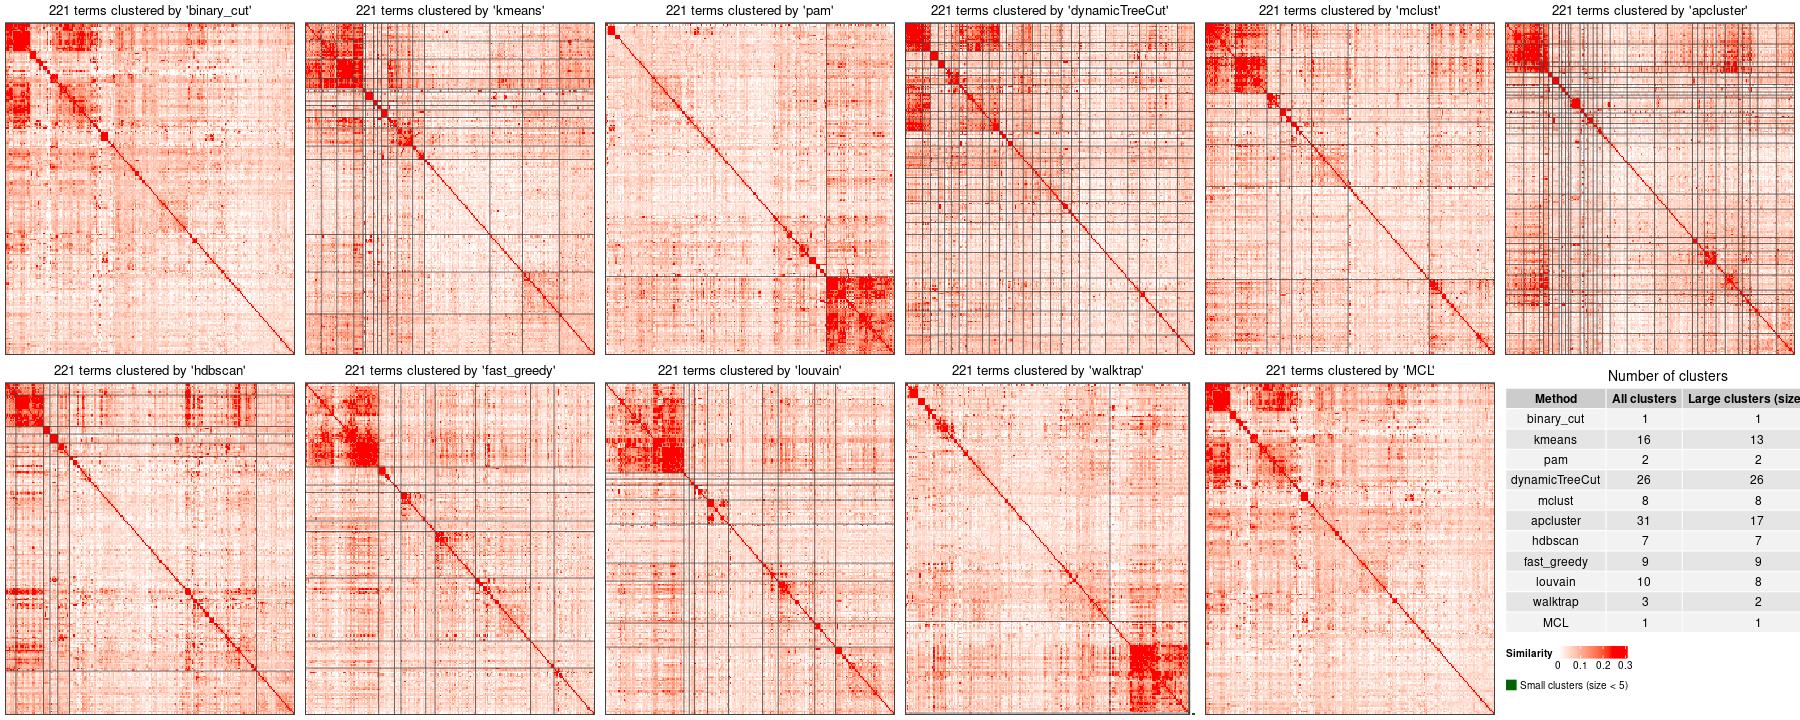 221 terms clustered by 'binary_cut'
221 terms clustered by 'kmeans'
221 terms clustered by 'pam'
221 terms clustered by 'dynamicTreeCut'
221 terms clustered by 'mclust'
221 terms clustered by 'apcluster'
221 terms clustered by 'hdbscan'
221 terms clustered by 'fast_greedy'
221 terms clustered by 'louvain'
221 terms clustered by 'walktrap'
221 terms clustered by 'MCL'
Number of clusters
Method All clusters Large clusters (size
binary_cut 1 1
kmeans 16 13
pam 2 2
dynamicTreeCut 26 26
mclust 8 8
apcluster 31 17
hdbscan 7 7
fast_greedy 9 9
louvain 10 8
walktrap 3 2
MCL 1 1
Similarity
0 0.1 0.2 0.3
Small clusters (size < 5)